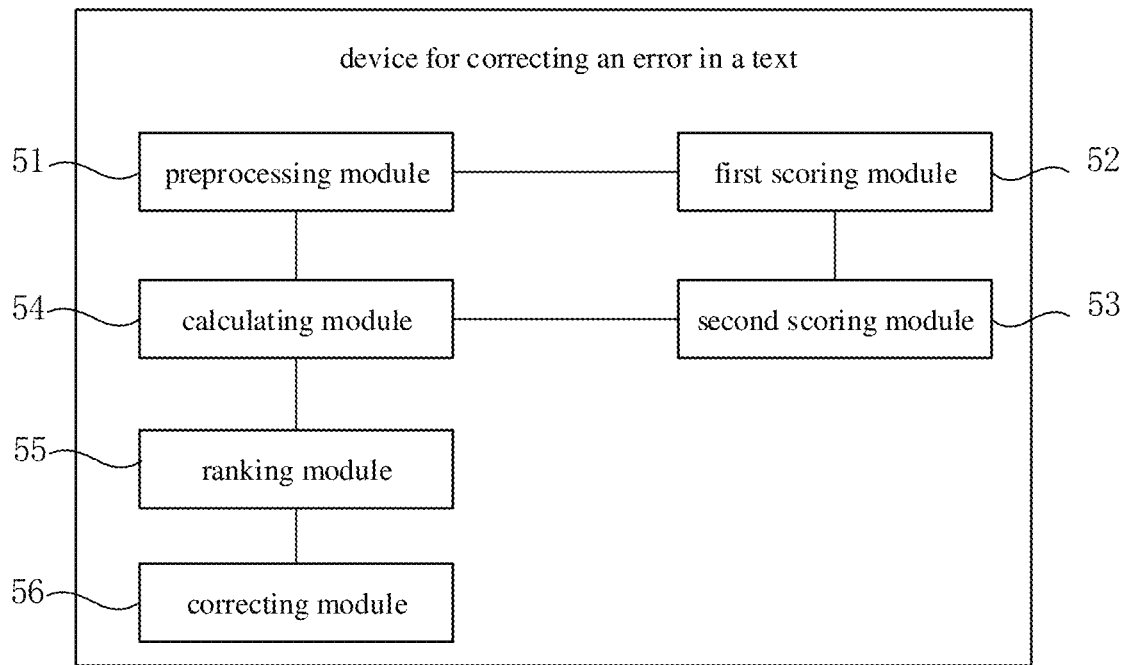 device for correcting an error in a text
51
preprocessing module
first scoring module
52
54
calculating module
second scoring module
53
55
ranking module
56
correcting module